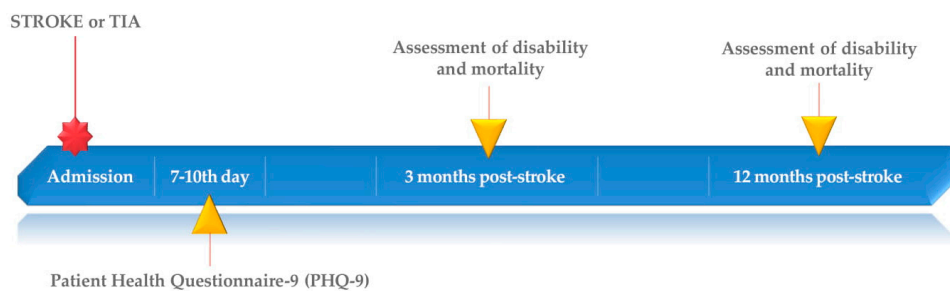 STROKE or TIA
Assessment of disability
and mortality
Assessment of disability
and mortality
Admission
7-10th day
3 months post-stroke
12 months post-stroke
Patient Health Questionnaire-9 (PHQ-9)